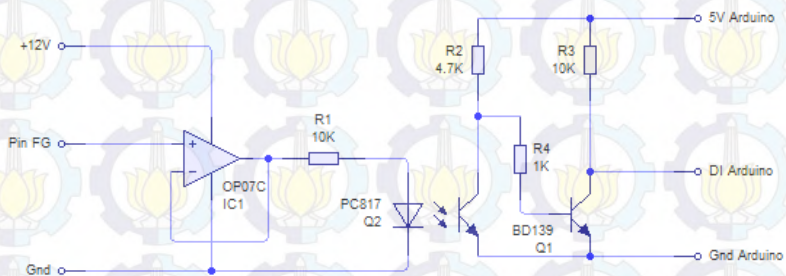 5V Arduino
+12V
R2
4.7K
R3
10K
R1
10K
Pin FG
+
-
R4
1K
DI Arduino
OP07C
IC1
PC817
Q2
BD139
Q1
Gnd
Gnd Arduino